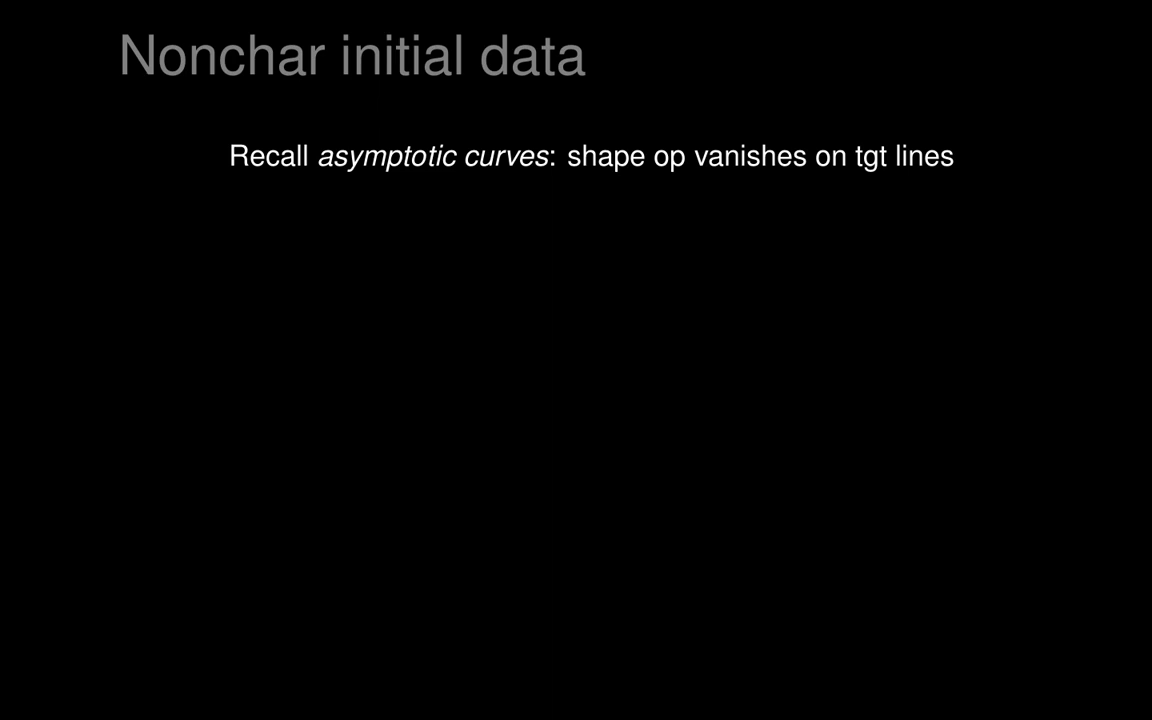 Nonchar initial data
Recall asymptotic curves: shape op vanishes on tgt lines